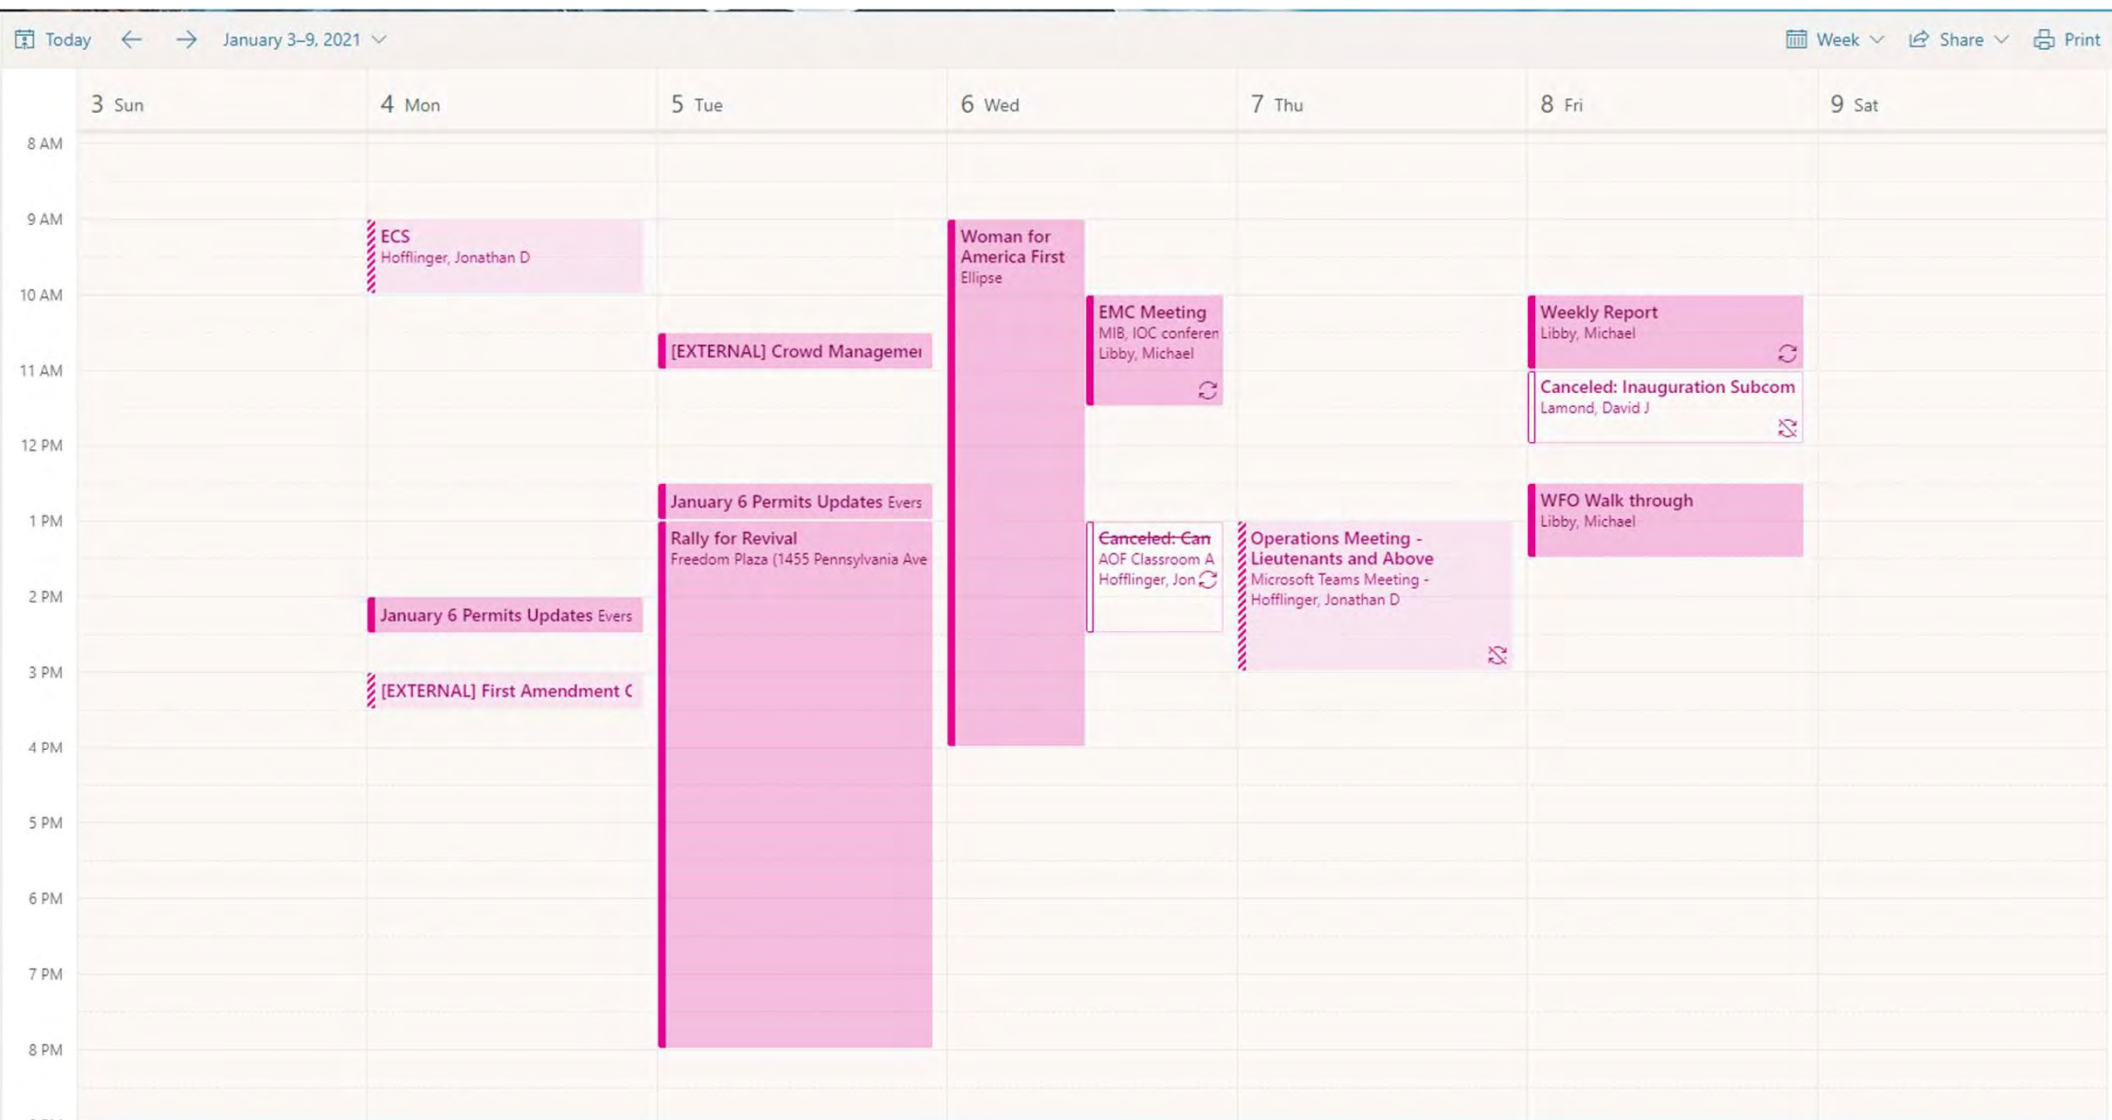 Today
January 3–9, 2021
Week
Share
Print
3 Sun
4 Mon
5 Tue
6 Wed
7 Thu
8 Fri
9 Sat
8 AM
9 AM
10 AM
11 AM
12 PM
1 PM
2 PM
3 PM
4 PM
5 PM
6 PM
7 PM
8 PM
ECS
Hofflinger, Jonathan D
January 6 Permits Updates Evers
[EXTERNAL] First Amendment C
[EXTERNAL] Crowd Managemer
January 6 Permits Updates Evers
Rally for Revival
Freedom Plaza (1455 Pennsylvania Ave
Woman for
America First
Ellipse
EMC Meeting
MIB, IOC conferen
Libby, Michael
Canceled: Can
AOF Classroom A
Hofflinger, Jon
Operations Meeting -
Lieutenants and Above
Microsoft Teams Meeting -
Hofflinger, Jonathan D
Weekly Report
Libby, Michael
Canceled: Inauguration Subcom
Lamond, David J
WFO Walk through
Libby, Michael